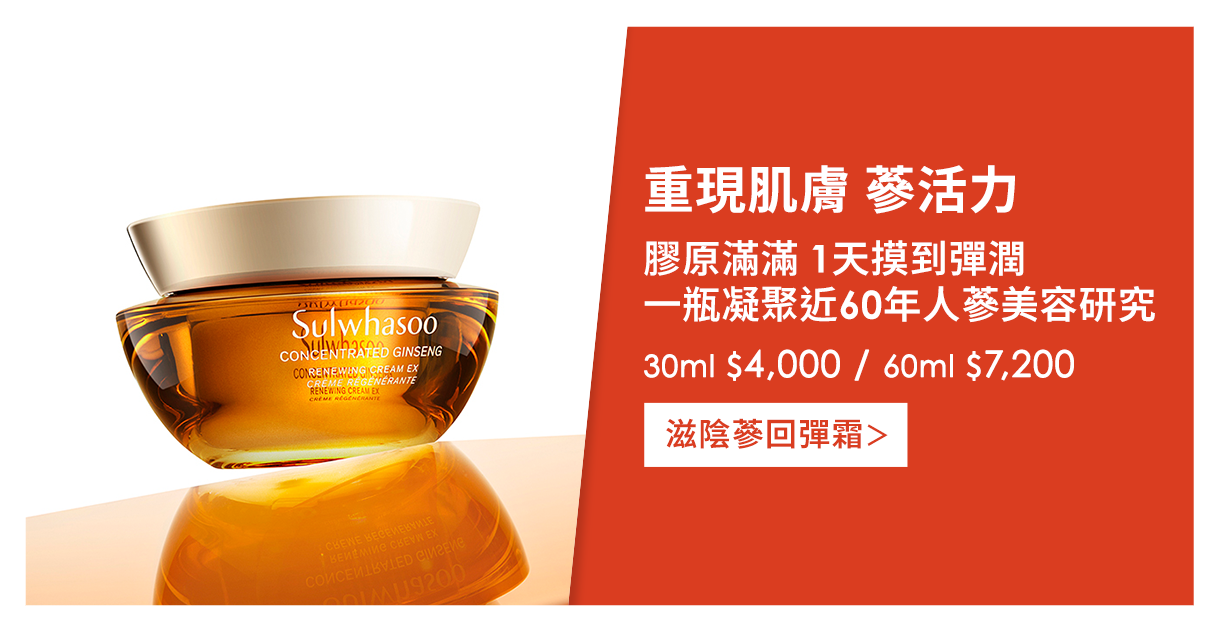 Sulwhasoo
CONCENTRATED GINSENG
RENEWING CREAM EX
CRÈME RÉGÉNÉRANTE
重現肌膚 蔘活力
膠原滿滿 1天摸到彈潤
一瓶凝聚近60年人蔘美容研究
30ml $4,000 / 60ml $7,200
滋陰蔘回彈霜>